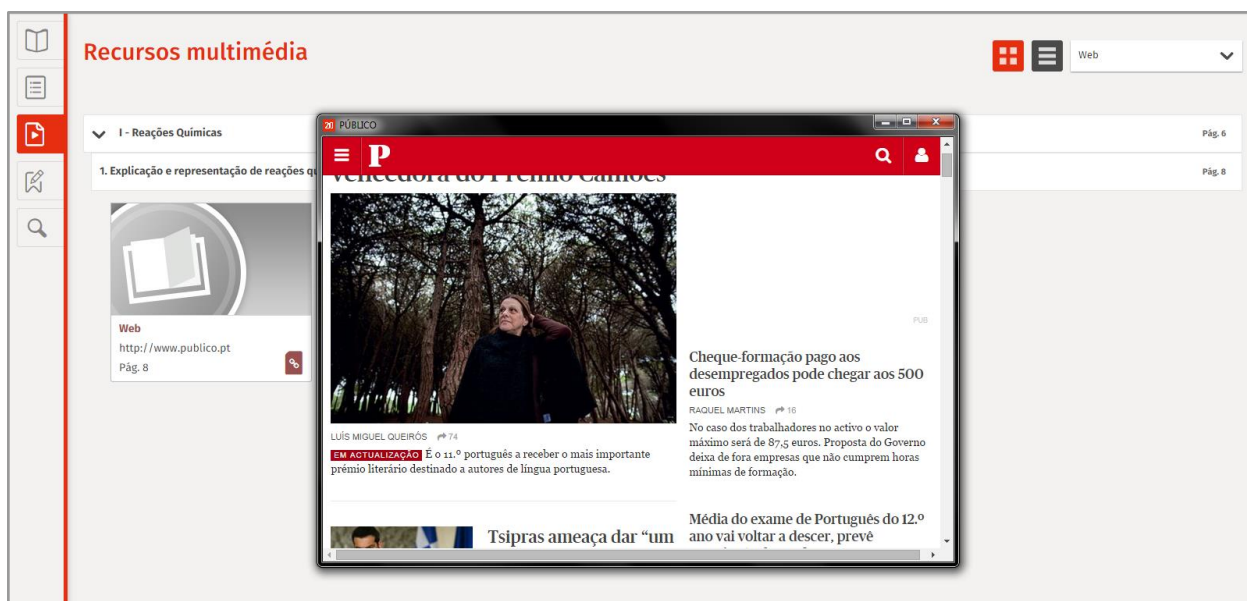 Recursos multimédia
Web
I - Reações Químicas
Pág. 6
1. Explicação e representação de reações
Pág. 8
Web
http://www.publico.pt
Pág. 8
20 PÚBLICO
P
Vencedora do Prémio Camões
PUB
LUÍS MIGUEL QUEIRÓS 74
EM ACTUALIZAÇÃO É o 11.º português a receber o mais importante
prémio literário destinado a autores de língua portuguesa.
Tsipras ameaça dar “um
Cheque-formação pago aos
desempregados pode chegar aos 500
euros
RAQUEL MARTINS 16
No caso dos trabalhadores no activo o valor
máximo será de 87,5 euros. Proposta do Governo
deixa de fora empresas que não cumprem horas
mínimas de formação.
Média do exame de Português do 12.º
ano vai voltar a descer, prevê